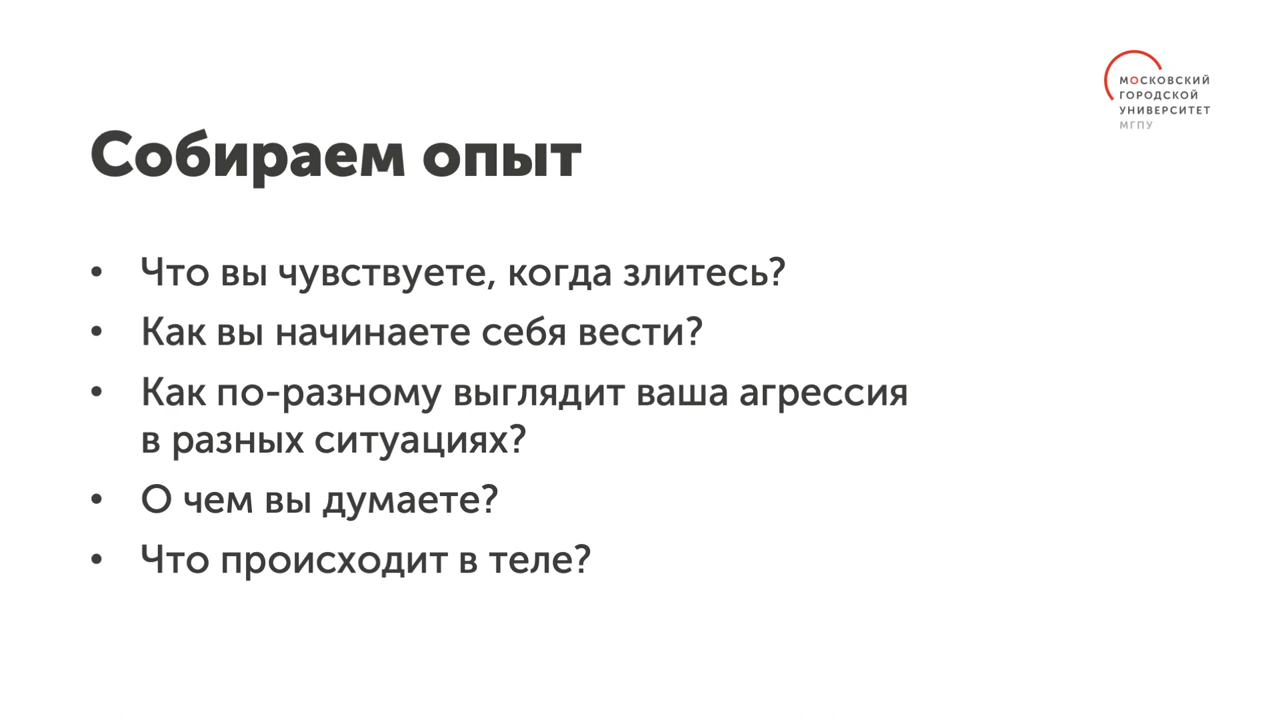 МОСКОВСКИЙ
ГОРОДСКОЙ
УНИВЕРСИТЕТ
МГПУ
Собираем опыт
• Что вы чувствуете, когда злитесь?
• Как вы начинаете себя вести?
• Как по-разному выглядит ваша агрессия
в разных ситуациях?
• О чем вы думаете?
• Что происходит в теле?